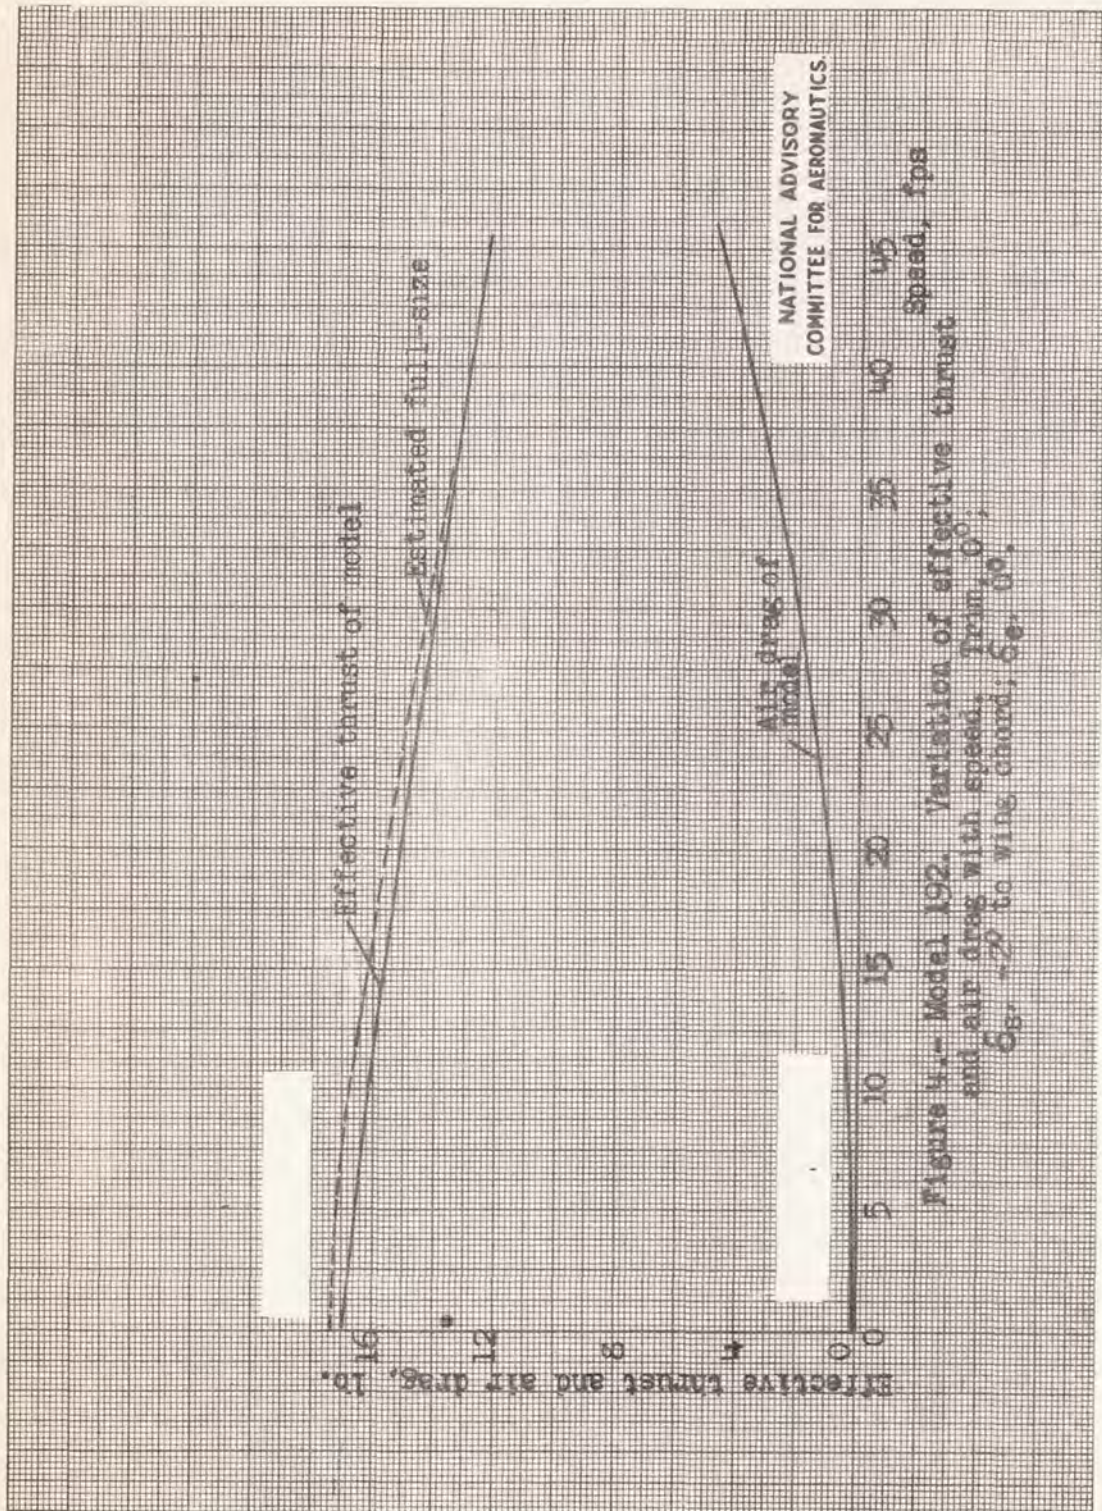 Effective thrust of model
Estimated full-size
Air drag of
model
NATIONAL ADVISORY
COMMITTEE FOR AERONAUTICS.
Effective thrust and air drag, lb.
16
12
8
4
0
0 5 10 15 20 25 30 35 40 45
Speed, fps
Figure 4.- Model 192. Variation of effective thrust
and air drag with speed. Trim, 0°;
δs, -2° to wing chord; δe, 0°.